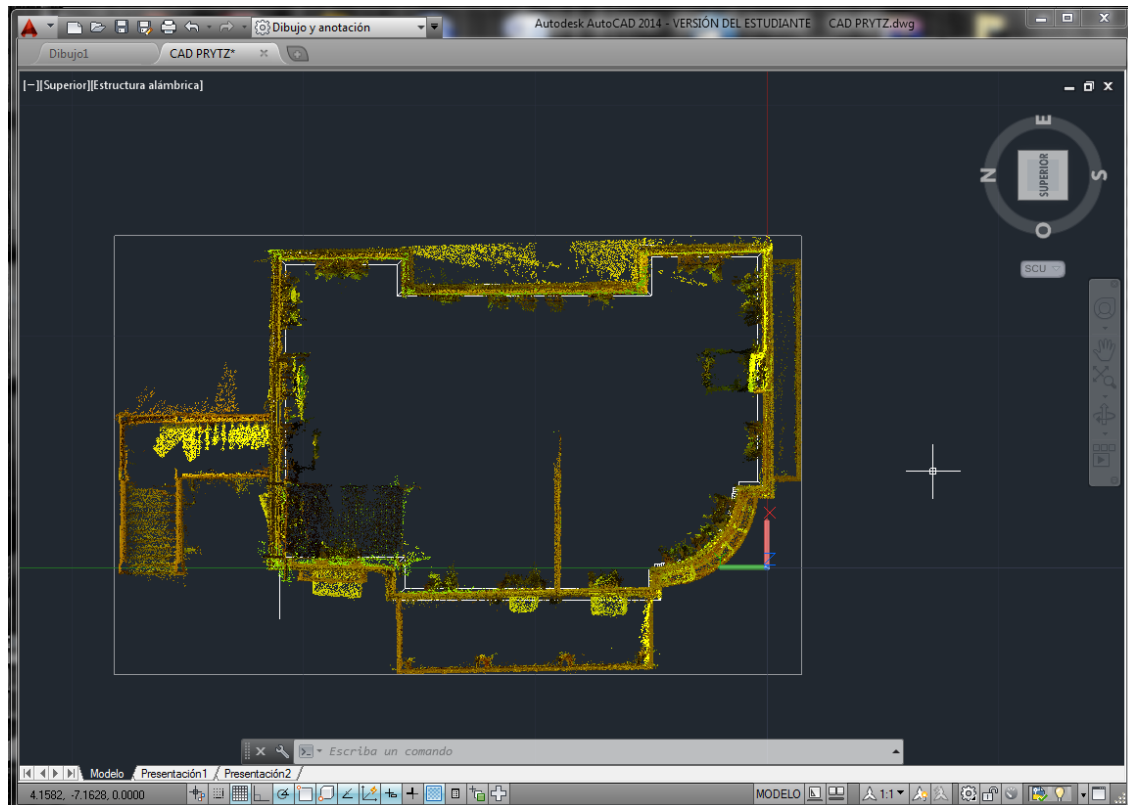 Dibujo y anotación
Autodesk AutoCAD 2014 - VERSIÓN DEL ESTUDIANTE CAD PRYTZ.dwg
Dibujo1
CAD PRYTZ*
[−][Superior][Estructura alámbrica]
E
N
SUPERIOR
S
O
SCU
X
Z
Escriba un comando
Modelo
Presentación1
Presentación2
4.1582, -7.1628, 0.0000
MODELO
1:1